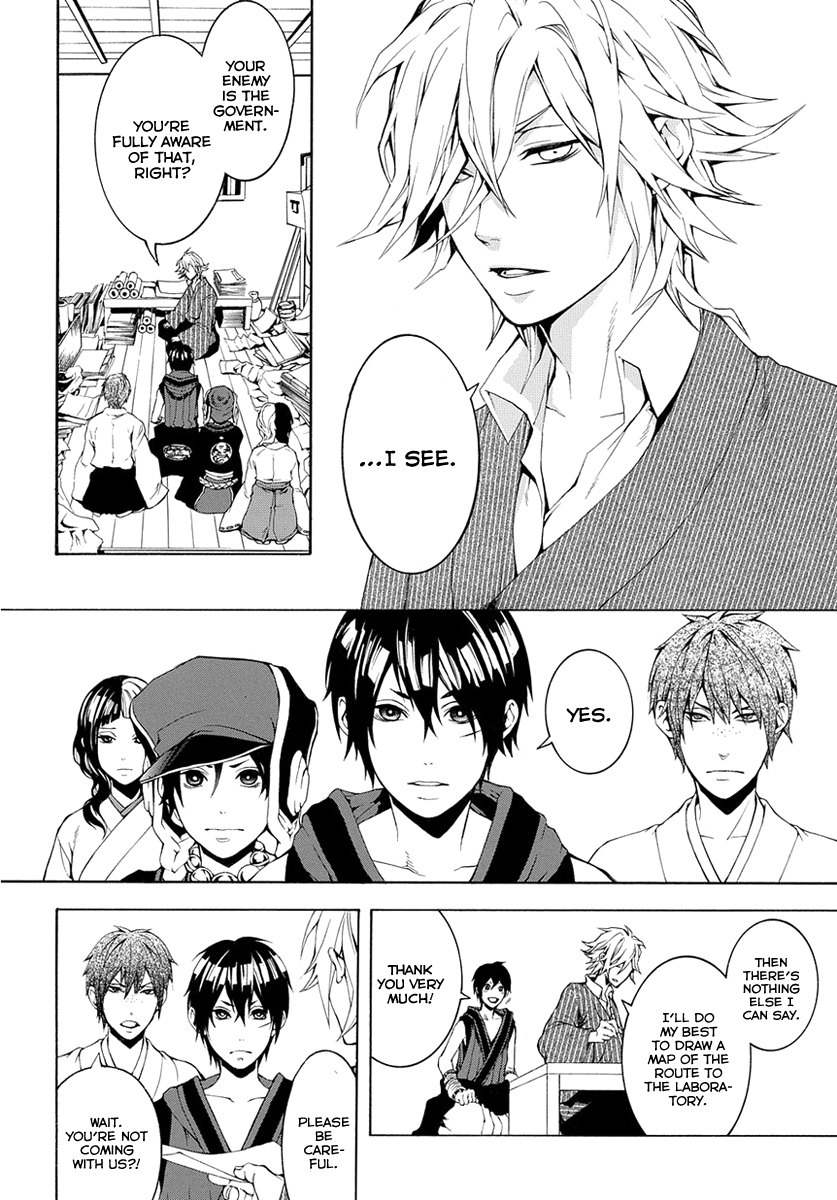 ...I SEE.
YOUR
ENEMY
IS THE
GOVERN-
MENT.
YOU'RE
FULLY AWARE
OF THAT,
RIGHT?
YES.
THEN
THERE'S
NOTHING
ELSE I
CAN SAY.
I'LL DO
MY BEST
TO DRAW A
MAP OF THE
ROUTE TO
THE LABORA-
TORY.
THANK
YOU VERY
MUCH!
PLEASE
BE
CARE-
FUL.
WAIT.
YOU'RE NOT
COMING
WITH US?!